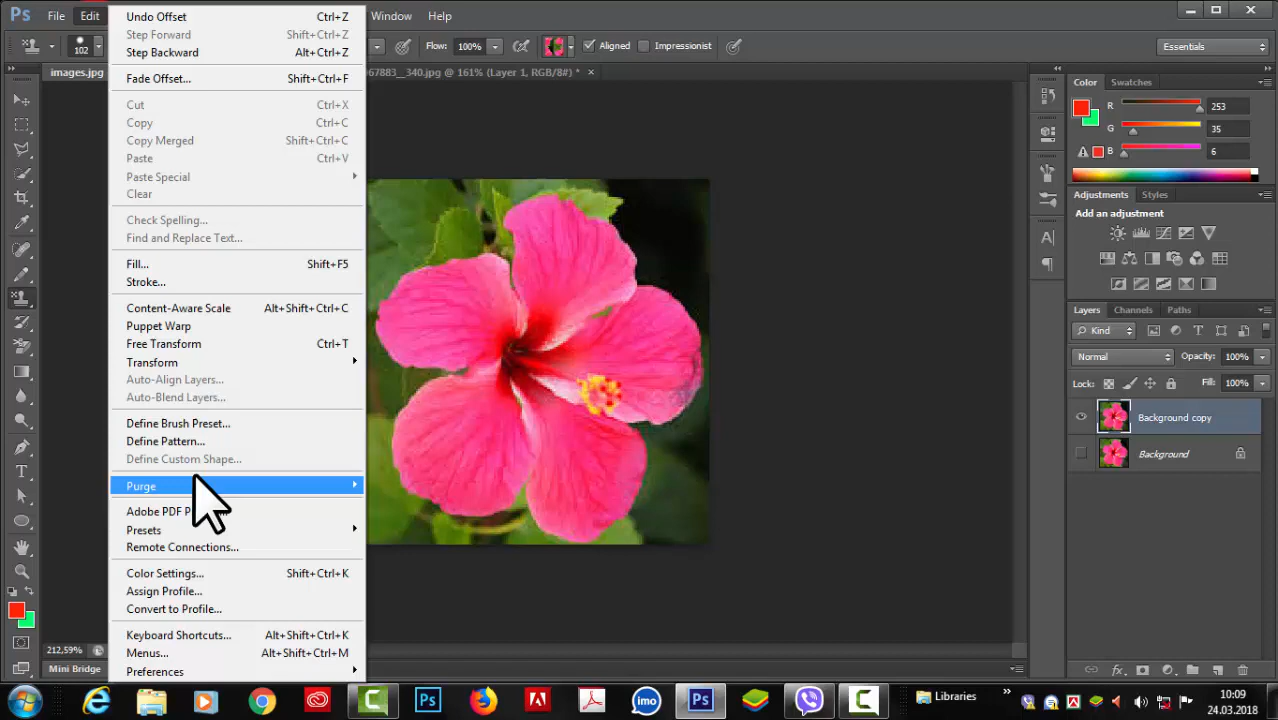 Ps Edit Window Help
102 Flow: 100% Aligned Impressionist Essentials
images.jpg 67883__340.jpg @ 161% (Layer 1, RGB/8#) * ×
Undo Offset Ctrl+Z
Step Forward Shift+Ctrl+Z
Step Backward Alt+Ctrl+Z
Fade Offset... Shift+Ctrl+F
Cut Ctrl+X
Copy Ctrl+C
Copy Merged Shift+Ctrl+C
Paste Ctrl+V
Paste Special
Clear
Check Spelling...
Find and Replace Text...
Fill... Shift+F5
Stroke...
Content-Aware Scale Alt+Shift+Ctrl+C
Puppet Warp
Free Transform Ctrl+T
Transform
Auto-Align Layers...
Auto-Blend Layers...
Define Brush Preset...
Define Pattern...
Define Custom Shape...
Purge
Adobe PDF P
Presets
Remote Connections...
Color Settings... Shift+Ctrl+K
Assign Profile...
Convert to Profile...
Keyboard Shortcuts... Alt+Shift+Ctrl+K
Menus... Alt+Shift+Ctrl+M
Preferences
Color Swatches
R 253
G 35
B 6
Adjustments Styles
Add an adjustment
Layers Channels Paths
Kind
Normal Opacity: 100%
Lock: Fill: 100%
Background copy
Background
212,59%
Mini Bridge
Ps imo Ps Libraries » 10:09
24.03.2018